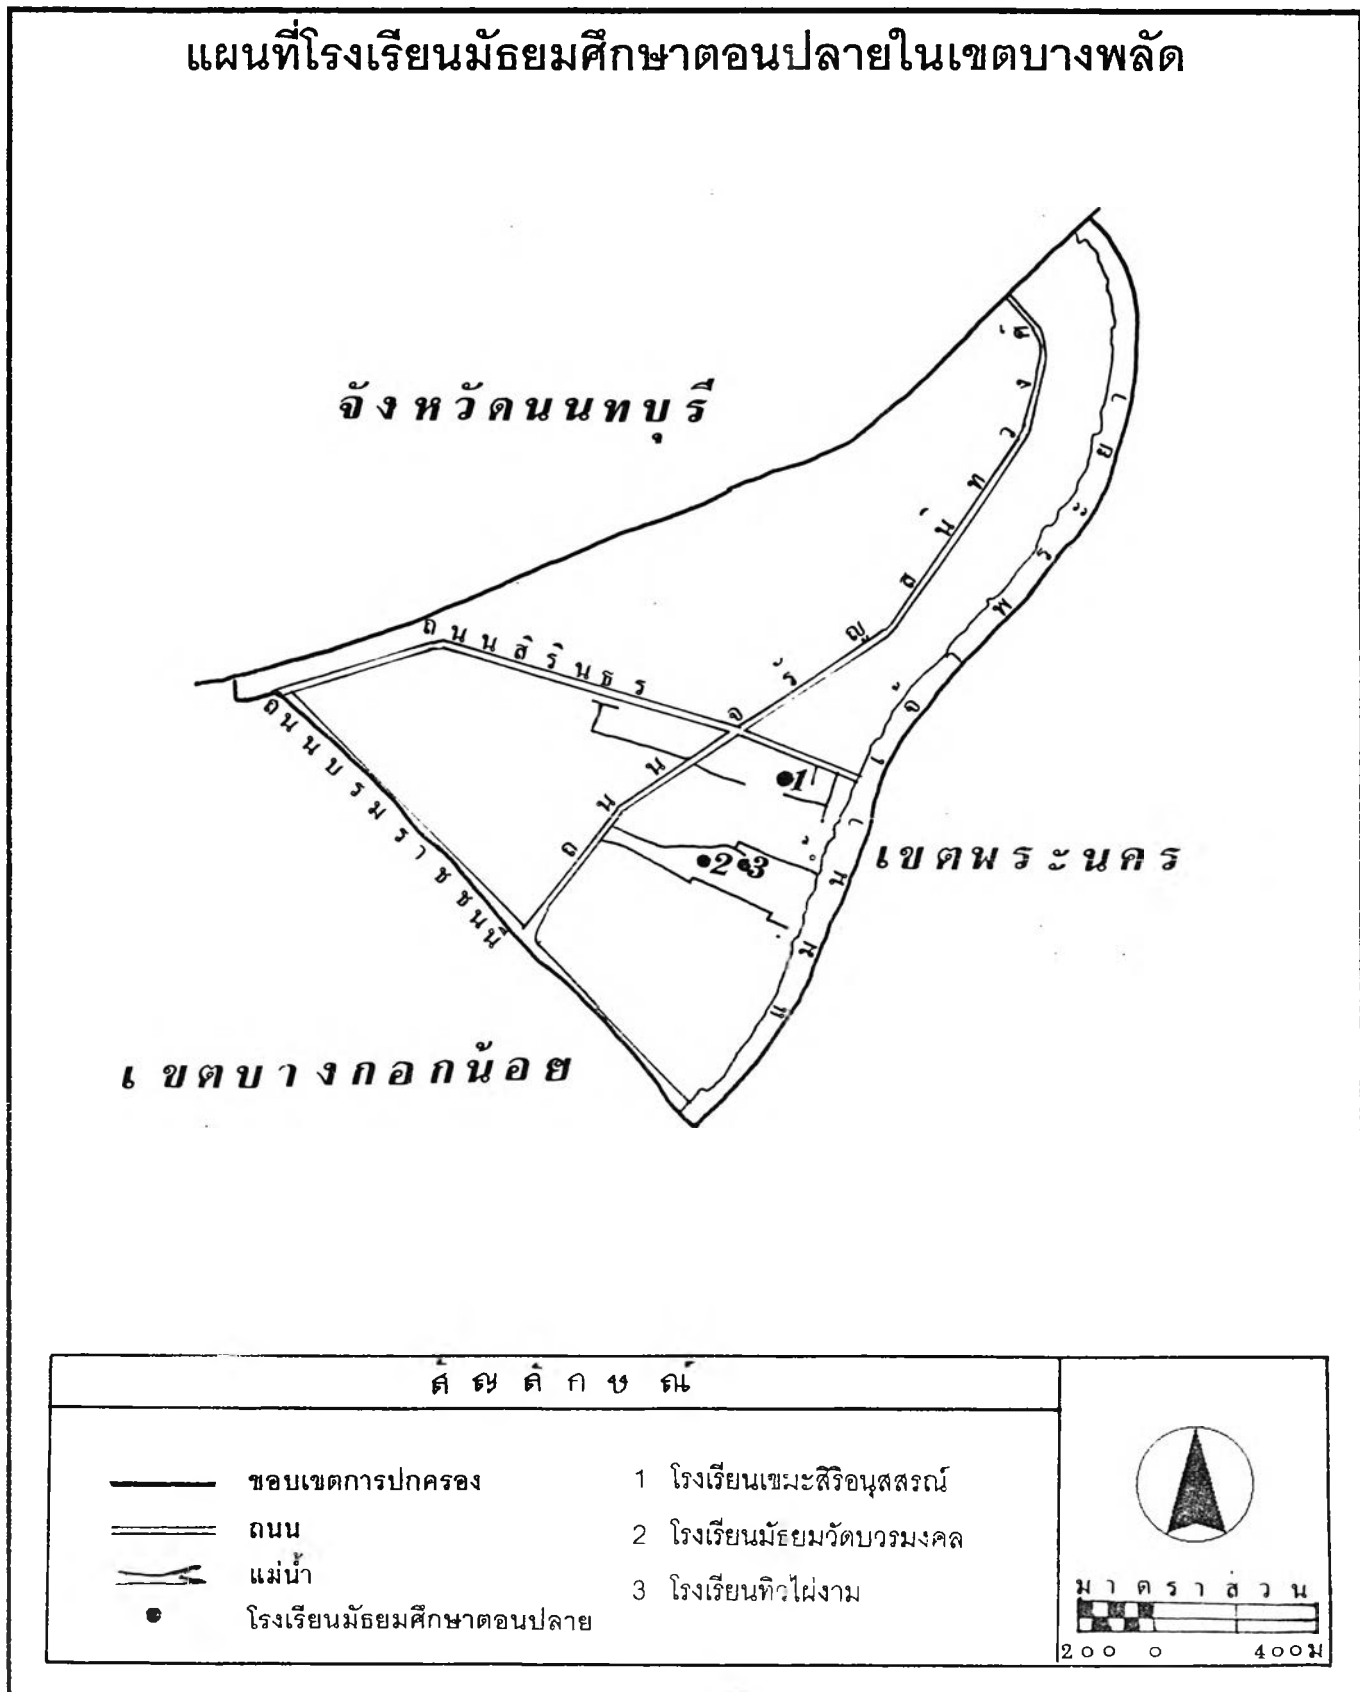 แผนที่โรงเรียนมัธยมศึกษาตอนปลายในเขตบางพลัด
จังหวัดนนทบุรี
ถนนสิรินธร
ถนนจรัญสนิทวงศ์
ถนนบรมราชชนนี
แม่น้ำเจ้าพระยา
1
2 3
เขตพระนคร
เขตบางกอกน้อย
สัญลักษณ์
ขอบเขตการปกครอง
ถนน
แม่น้ำ
โรงเรียนมัธยมศึกษาตอนปลาย
1 โรงเรียนเขมะสิริอนุสสรณ์
2 โรงเรียนมัธยมวัดบวรมงคล
3 โรงเรียนทิวไผ่งาม
มาตราส่วน
200 0 400ม